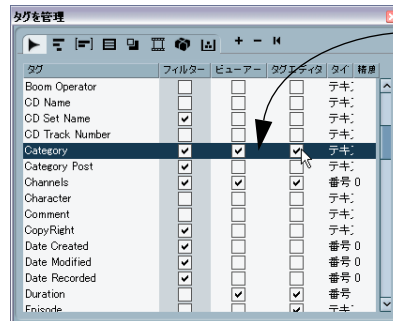 タグを管理
タグ フィルター ビューアー タグエディタ タイ 精度
Boom Operator テキ
CD Name テキ
CD Set Name テキ
CD Track Number テキ
Category テキ
Category Post テキ
Channels 番号 0
Character テキ
Comment テキ
CopyRight テキ
Date Created 番号 0
Date Modified 番号 0
Date Recorded 番号 0
Duration 番号
Episode テキ